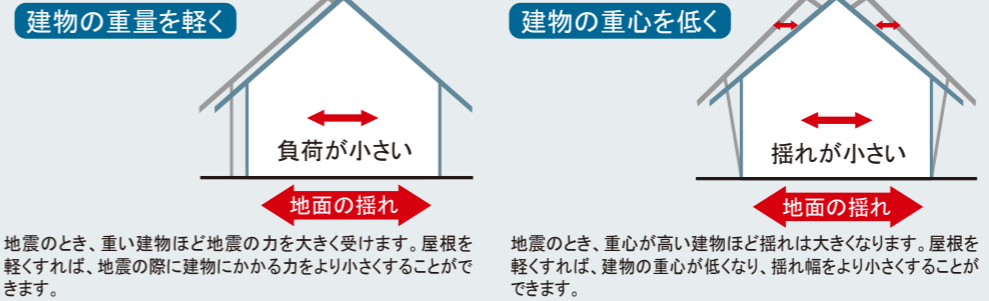 建物の重量を軽く
負荷が小さい
地面の揺れ
地震のとき、重い建物ほど地震の力を大きく受けます。屋根を
軽くすれば、地震の際に建物にかかる力をより小さくすることがで
きます。
建物の重心を低く
揺れが小さい
地面の揺れ
地震のとき、重心が高い建物ほど揺れは大きくなります。屋根を
軽くすれば、建物の重心が低くなり、揺れ幅をより小さくすることが
できます。